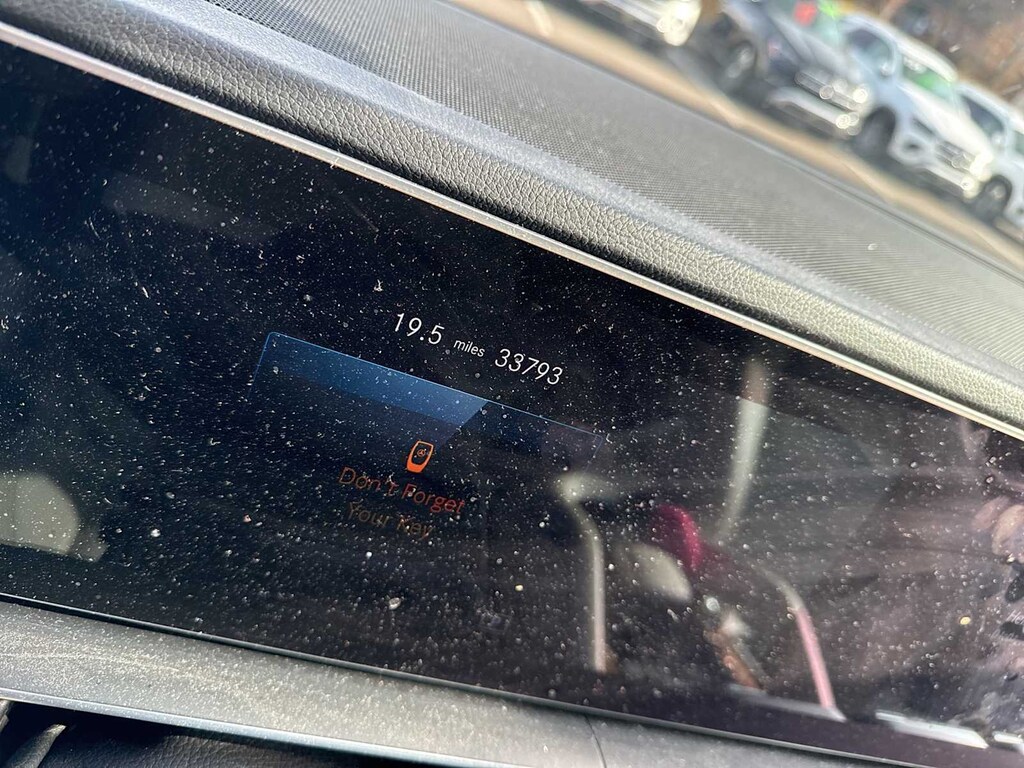 19.5 miles 33793
Don't Forget
Your Key